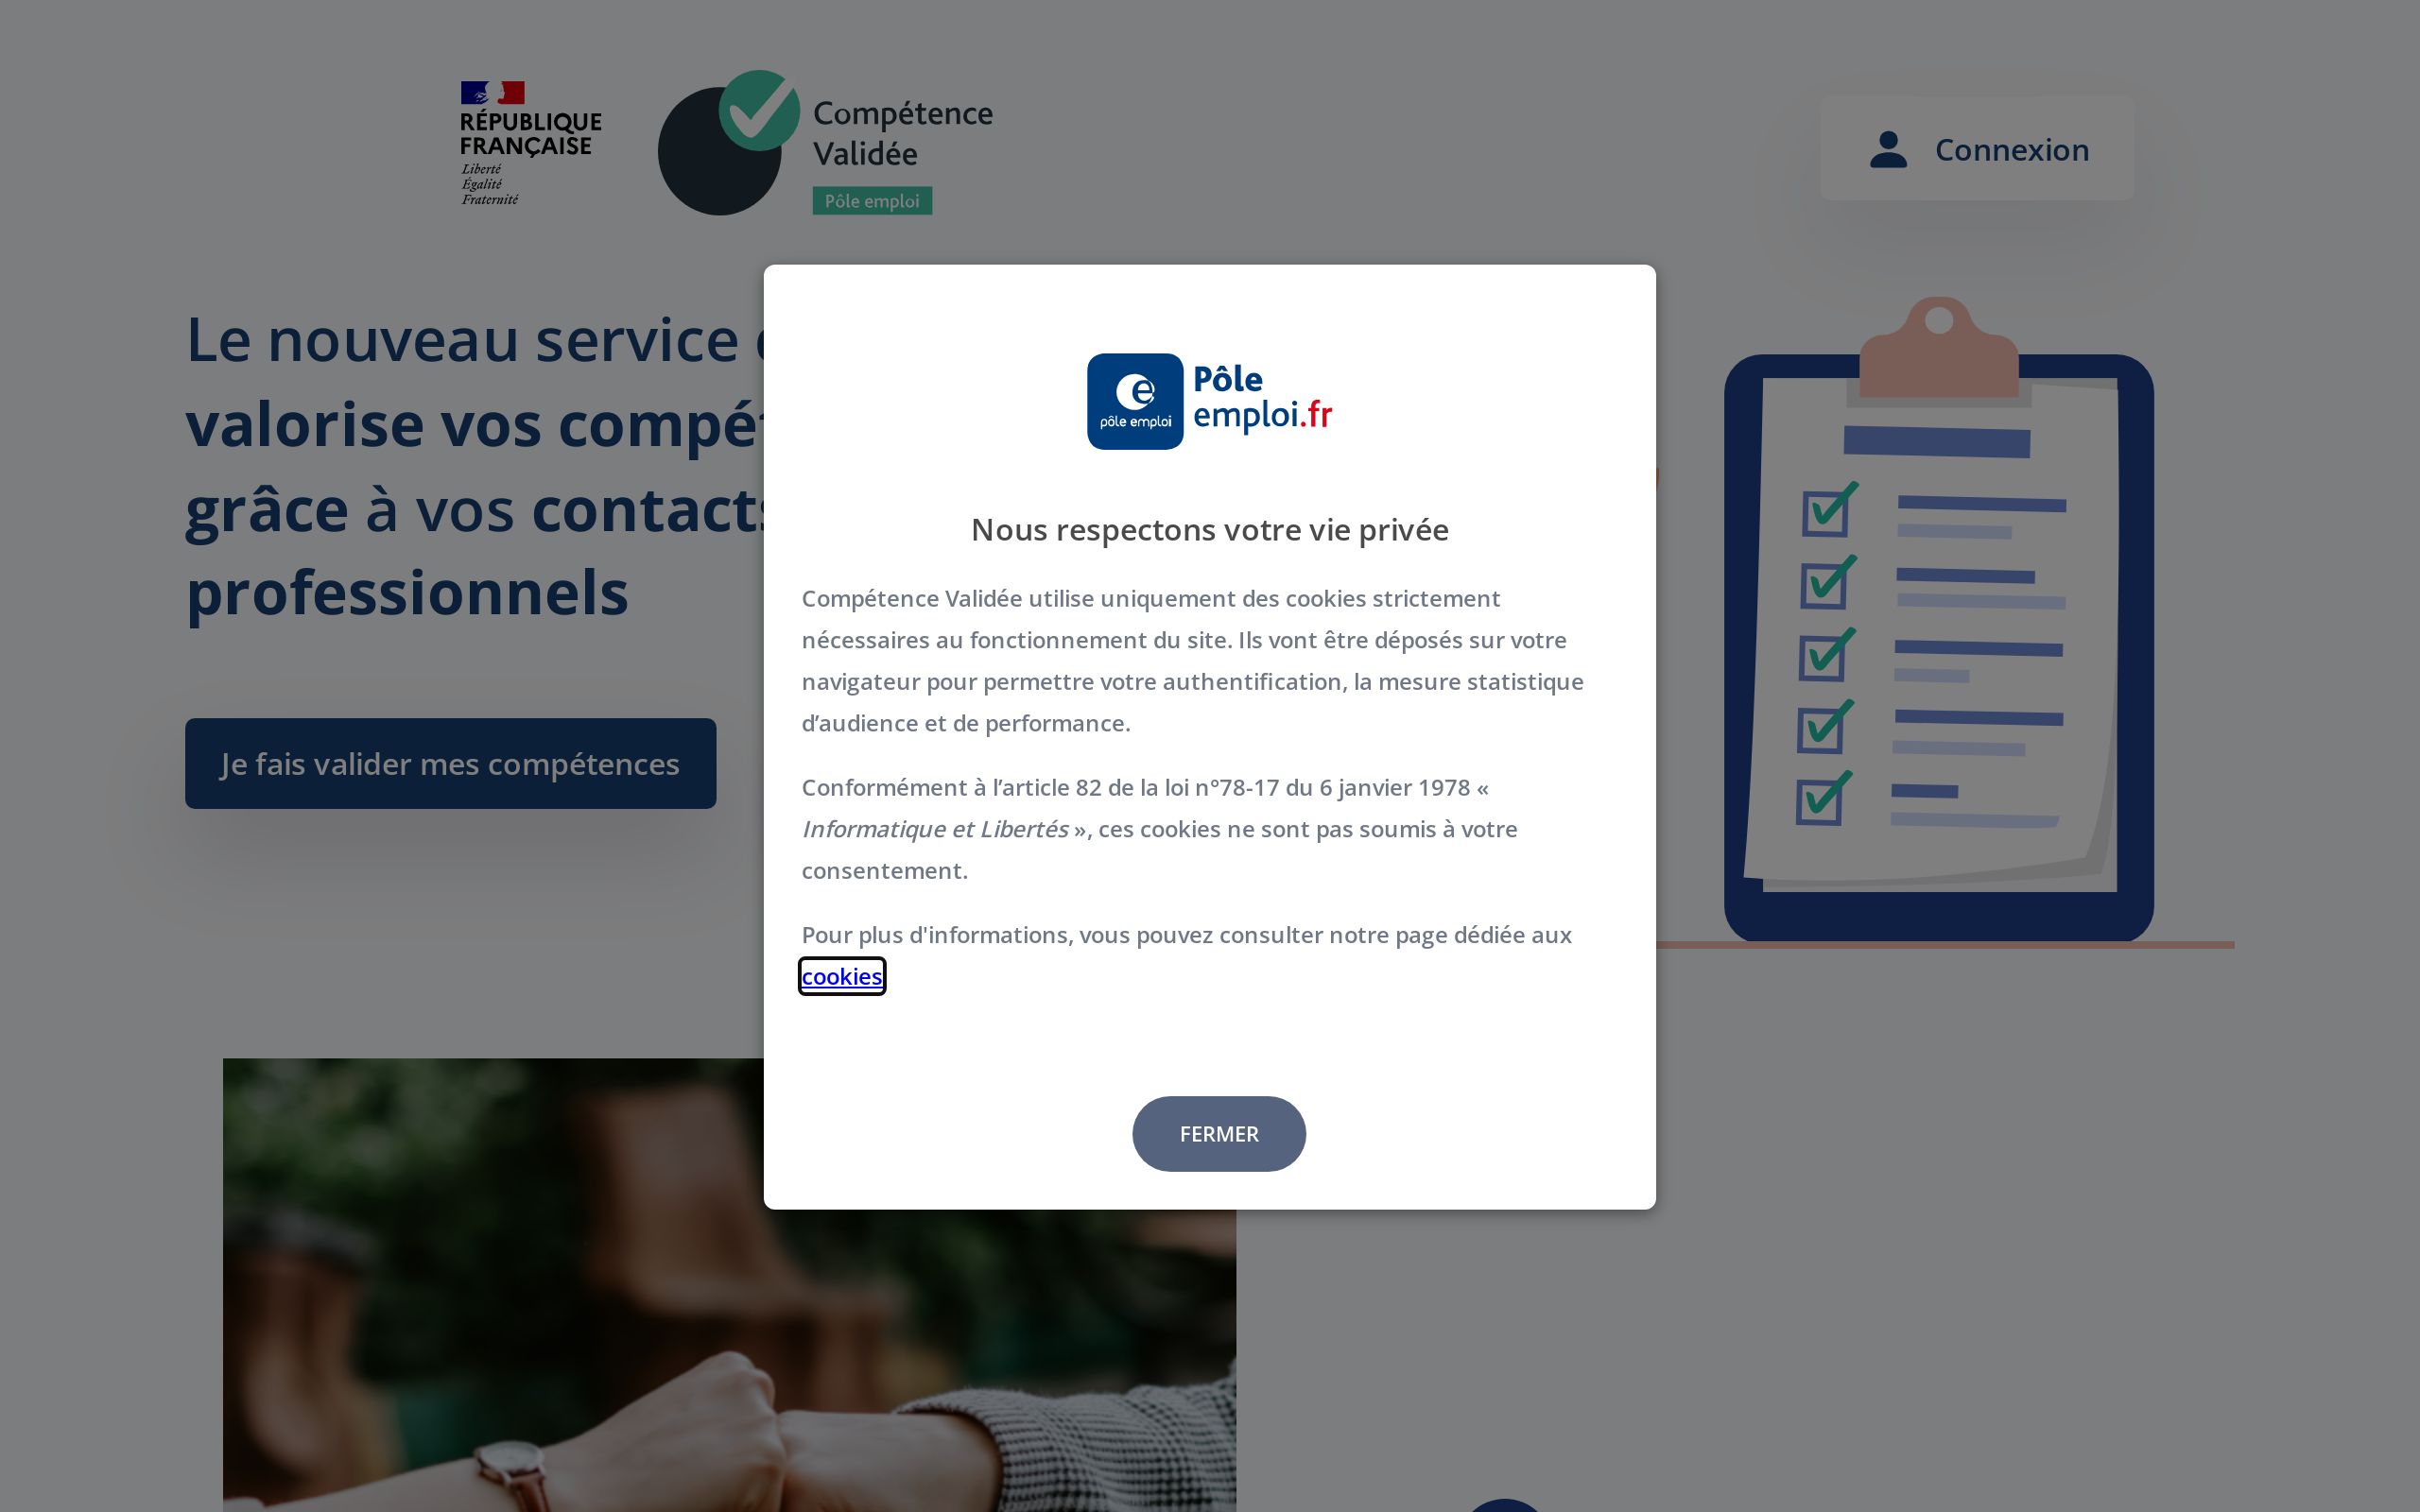 RÉPUBLIQUE
FRANÇAISE
Liberté
Égalité
Fraternité
Compétence
Validée
Pôle emploi
Connexion
Le nouveau service
valorise vos compé
grâce à vos contacts
professionnels
Je fais valider mes compétences
pôle emploi
Pôle
emploi.fr
Nous respectons votre vie privée
Compétence Validée utilise uniquement des cookies strictement
nécessaires au fonctionnement du site. Ils vont être déposés sur votre
navigateur pour permettre votre authentification, la mesure statistique
d’audience et de performance.
Conformément à l’article 82 de la loi n°78-17 du 6 janvier 1978 «
Informatique et Libertés », ces cookies ne sont pas soumis à votre
consentement.
Pour plus d'informations, vous pouvez consulter notre page dédiée aux
cookies
FERMER